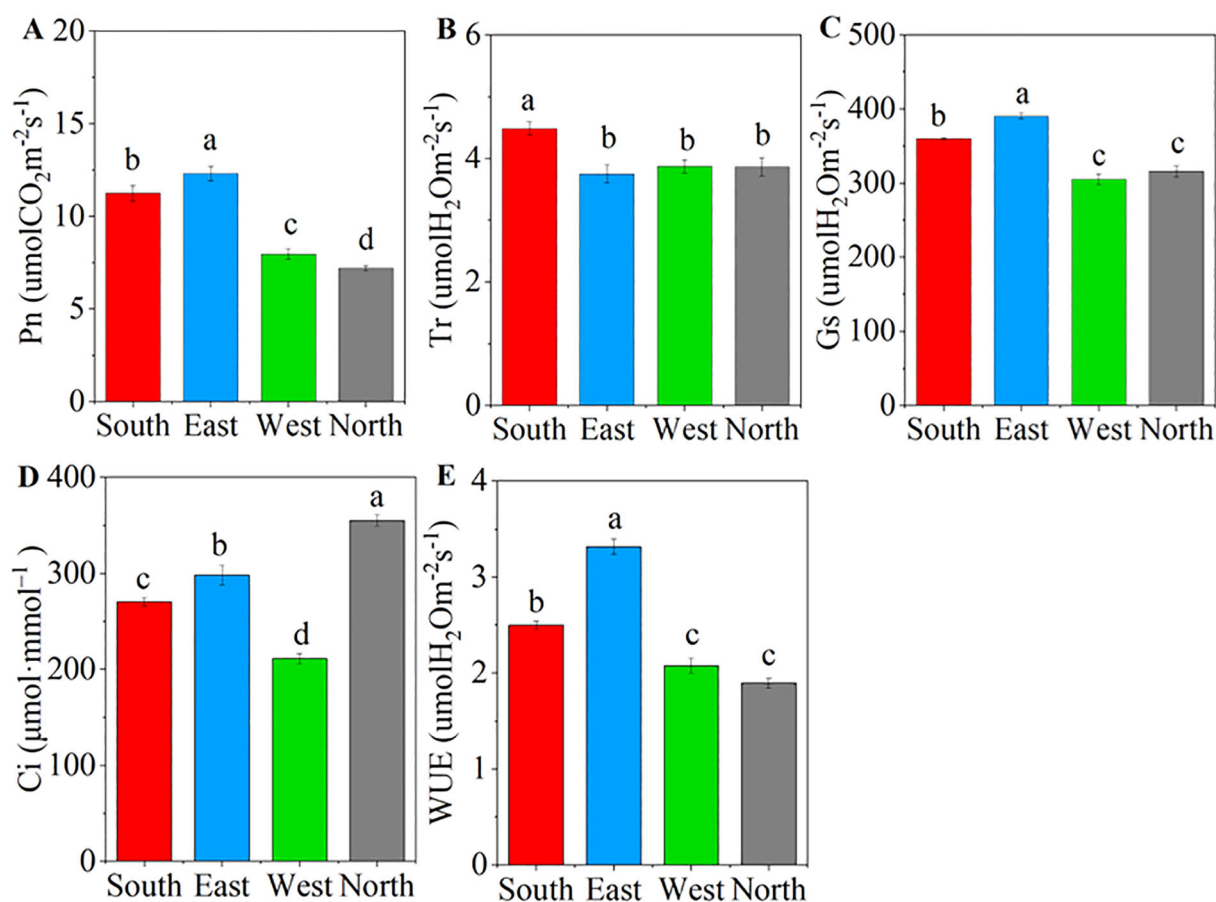 A
Pn (umolCO₂m⁻²s⁻¹)
20
15
10
5
0
b
a
c
d
South East West North
B
Tr (umolH₂Om⁻²s⁻¹)
6
4
2
0
a
b
b
b
South East West North
C
Gs (umolH₂Om⁻²s⁻¹)
500
400
300
200
100
0
b
a
c
c
South East West North
D
Ci (μmol·mmol⁻¹)
400
300
200
100
0
c
b
d
a
South East West North
E
WUE (umolH₂Om⁻²s⁻¹)
4
3
2
1
0
b
a
c
c
South East West North